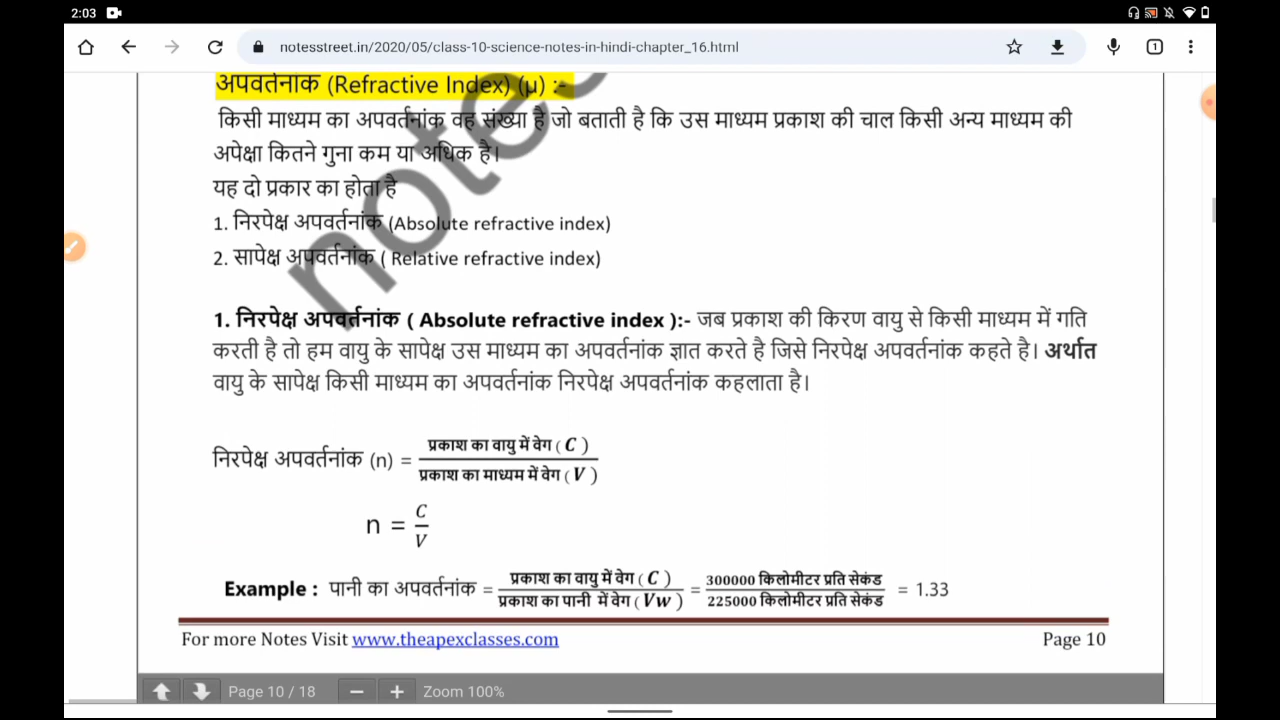 2:03
notesstreet.in/2020/05/class-10-science-notes-in-hindi-chapter_16.html
1
अपवर्तनांक (Refractive Index) (μ) :-
किसी माध्यम का अपवर्तनांक वह संख्या है जो बताती है कि उस माध्यम प्रकाश की चाल किसी अन्य माध्यम की
अपेक्षा कितने गुना कम या अधिक है।
यह दो प्रकार का होता है
1. निरपेक्ष अपवर्तनांक (Absolute refractive index)
2. सापेक्ष अपवर्तनांक ( Relative refractive index)
notes
1. निरपेक्ष अपवर्तनांक ( Absolute refractive index ):- जब प्रकाश की किरण वायु से किसी माध्यम में गति
करती है तो हम वायु के सापेक्ष उस माध्यम का अपवर्तनांक ज्ञात करते है जिसे निरपेक्ष अपवर्तनांक कहते है। अर्थात
वायु के सापेक्ष किसी माध्यम का अपवर्तनांक निरपेक्ष अपवर्तनांक कहलाता है।
निरपेक्ष अपवर्तनांक (n) = प्रकाश का वायु में वेग ( C ) / प्रकाश का माध्यम में वेग ( V )
n = C / V
Example : पानी का अपवर्तनांक = प्रकाश का वायु में वेग ( C ) / प्रकाश का पानी में वेग ( Vw ) = 300000 किलोमीटर प्रति सेकंड / 225000 किलोमीटर प्रति सेकंड = 1.33
For more Notes Visit www.theapexclasses.com
Page 10
Page 10 / 18
Zoom 100%